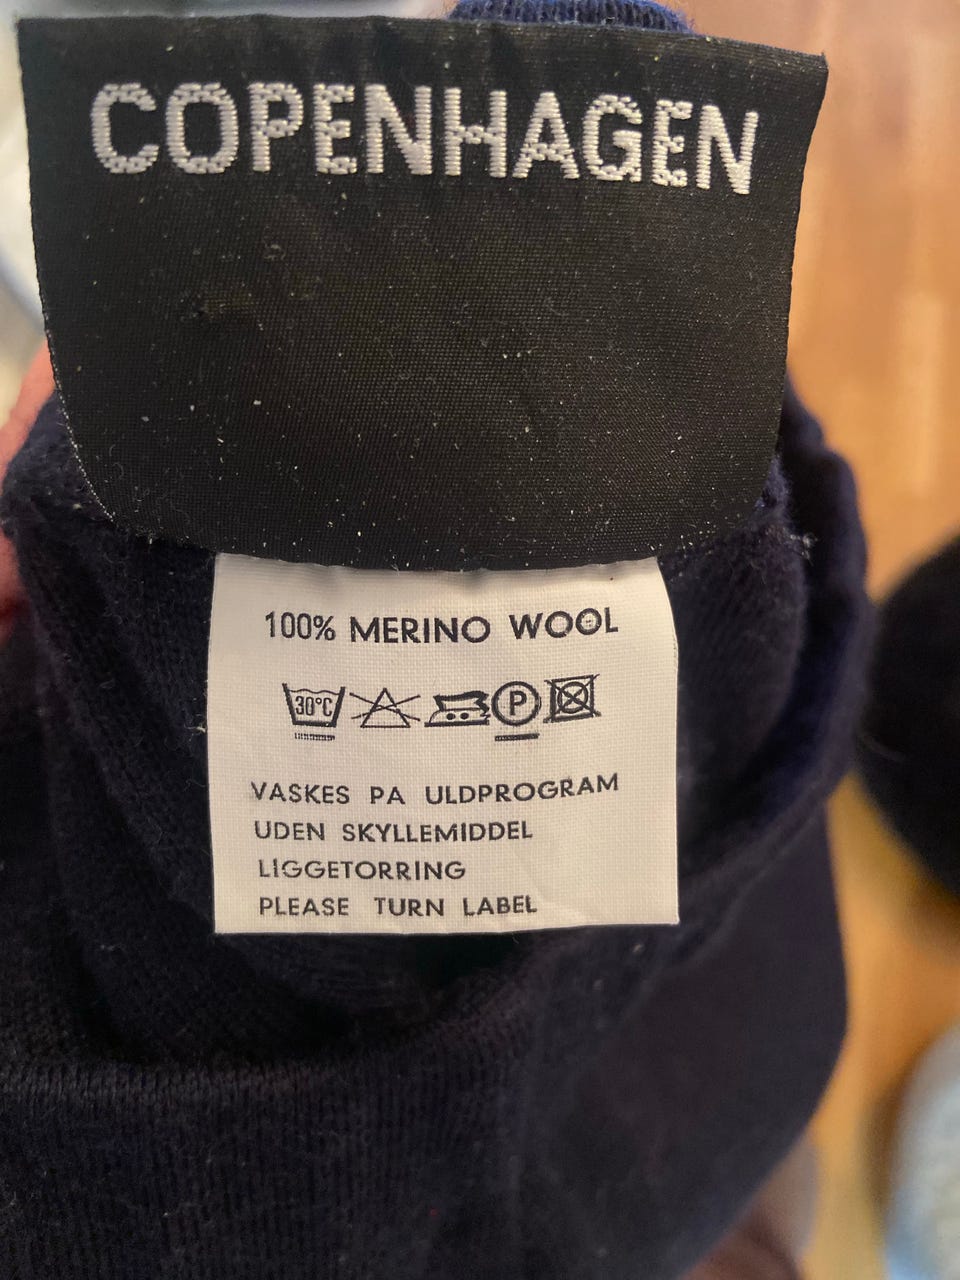 COPENHAGEN
100% MERINO WOOL
30°C P
VASKES PA ULDPROGRAM
UDEN SKYLLEMIDDEL
LIGGETORRING
PLEASE TURN LABEL